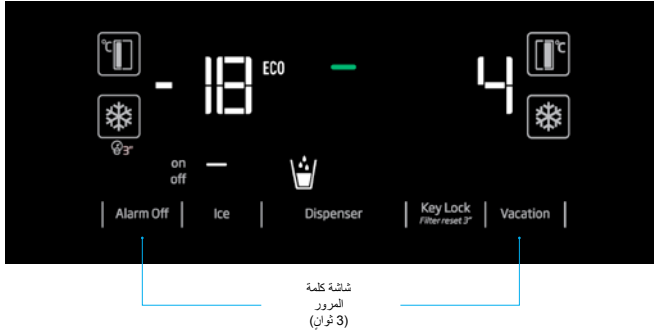 °C - 18 ECO 4 °C
3"
on
off
Alarm Off Ice Dispenser Key Lock Vacation
Filter reset 3"
شاشة كلمة
المرور
(3 ثوانٍ)